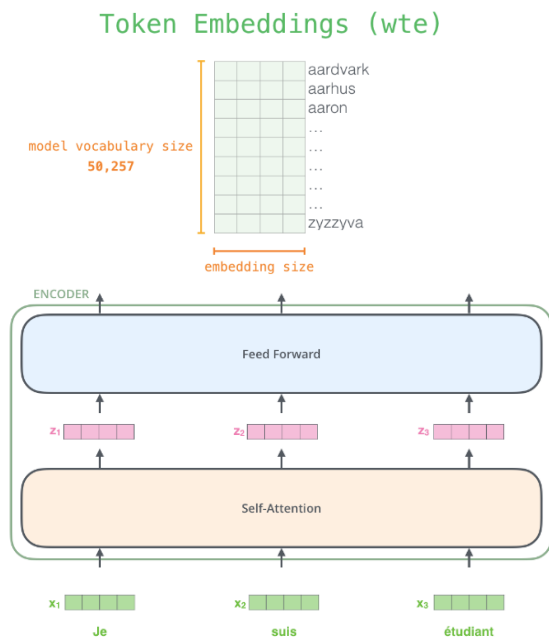 Token Embeddings (wte)
aardvark
aarhus
aaron
...
model vocabulary size
...
50,257
...
...
...
zyzzyva
embedding size
ENCODER
Feed Forward
z₁ z₂ z₃
Self-Attention
x₁ x₂ x₃
Je suis étudiant